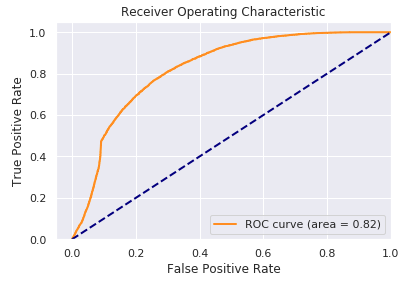 Receiver Operating Characteristic
True Positive Rate
1.0
0.8
0.6
0.4
0.2
0.0
ROC curve (area = 0.82)
0.0 0.2 0.4 0.6 0.8 1.0
False Positive Rate